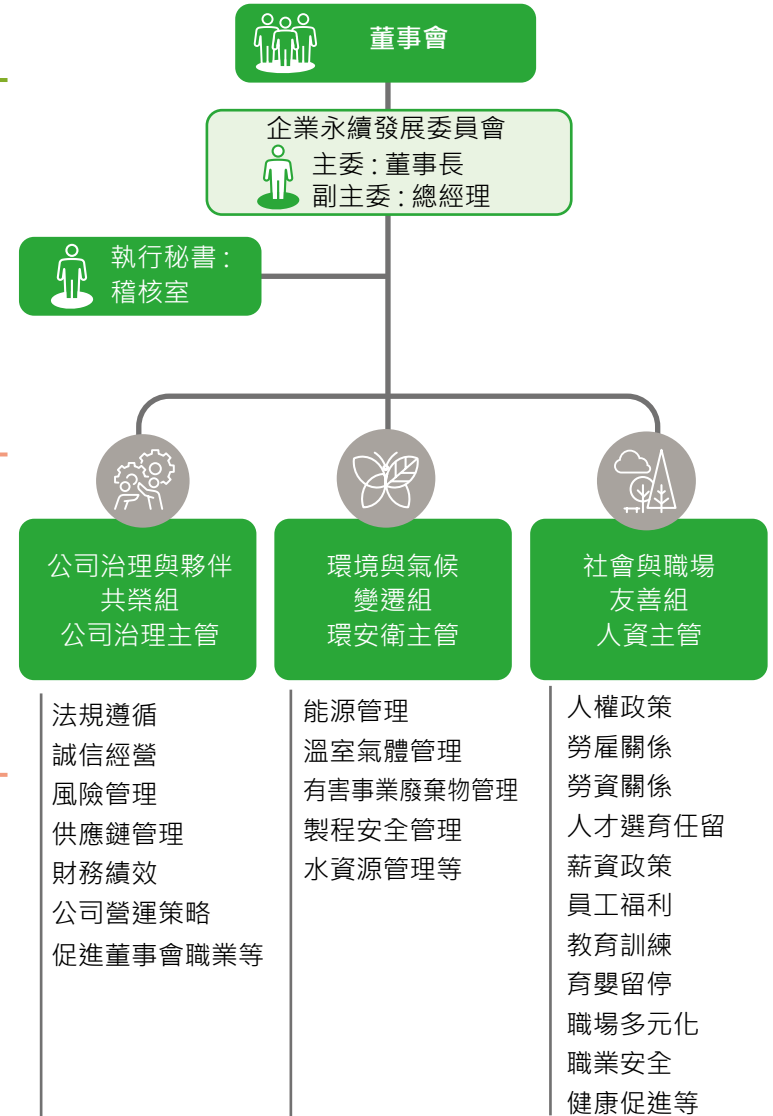 董事會
企業永續發展委員會
主委 : 董事長
副主委 : 總經理
執行秘書 :
稽核室
公司治理與夥伴
共榮組
公司治理主管
環境與氣候
變遷組
環安衛主管
社會與職場
友善組
人資主管
法規遵循
誠信經營
風險管理
供應鏈管理
財務績效
公司營運策略
促進董事會職業等
能源管理
溫室氣體管理
有害事業廢棄物管理
製程安全管理
水資源管理等
人權政策
勞雇關係
勞資關係
人才選育任留
薪資政策
員工福利
教育訓練
育嬰留停
職場多元化
職業安全
健康促進等